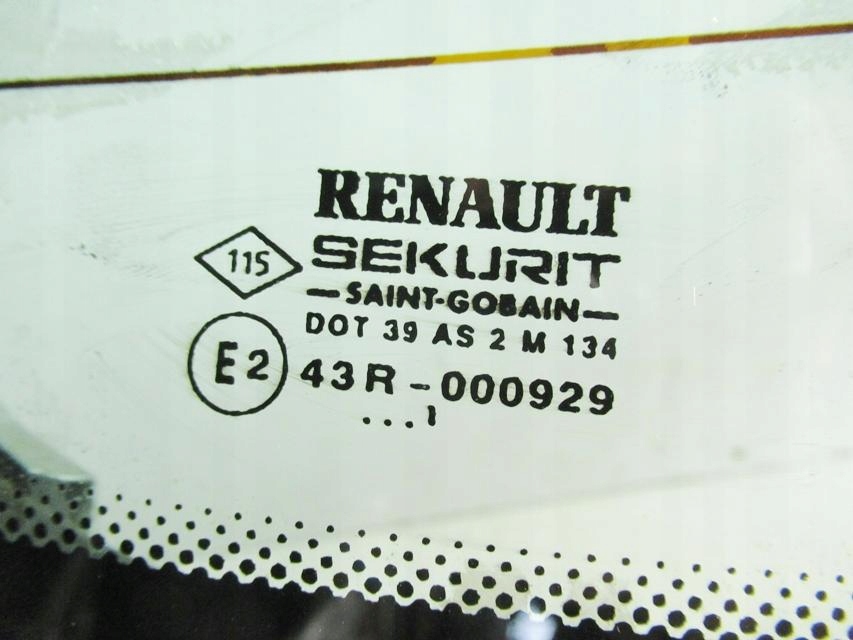 RENAULT
115
SEKURIT
—SAINT-GOBAIN—
DOT 39 AS 2 M 134
E2
43R-000929
...1